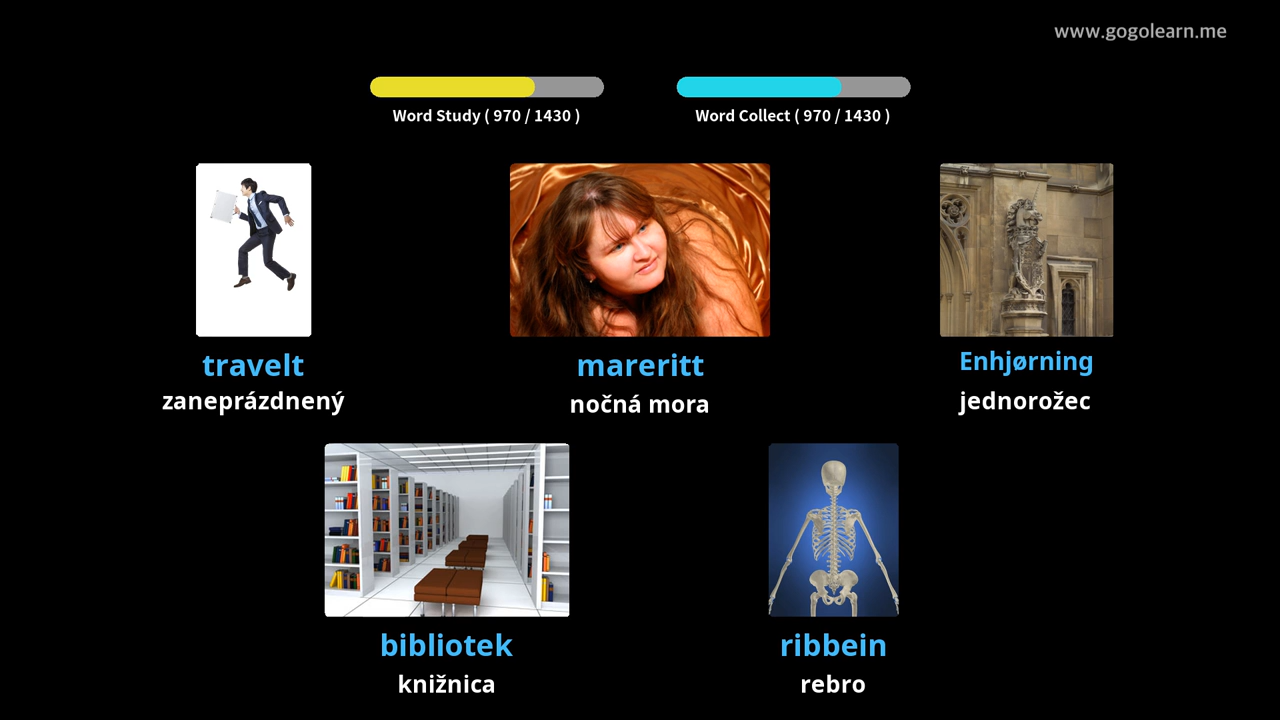 www.gogolearn.me
Word Study ( 970 / 1430 )
Word Collect ( 970 / 1430 )
travelt
zaneprázdnený
mareritt
nočná mora
Enhjørning
jednorožec
bibliotek
knižnica
ribbein
rebro